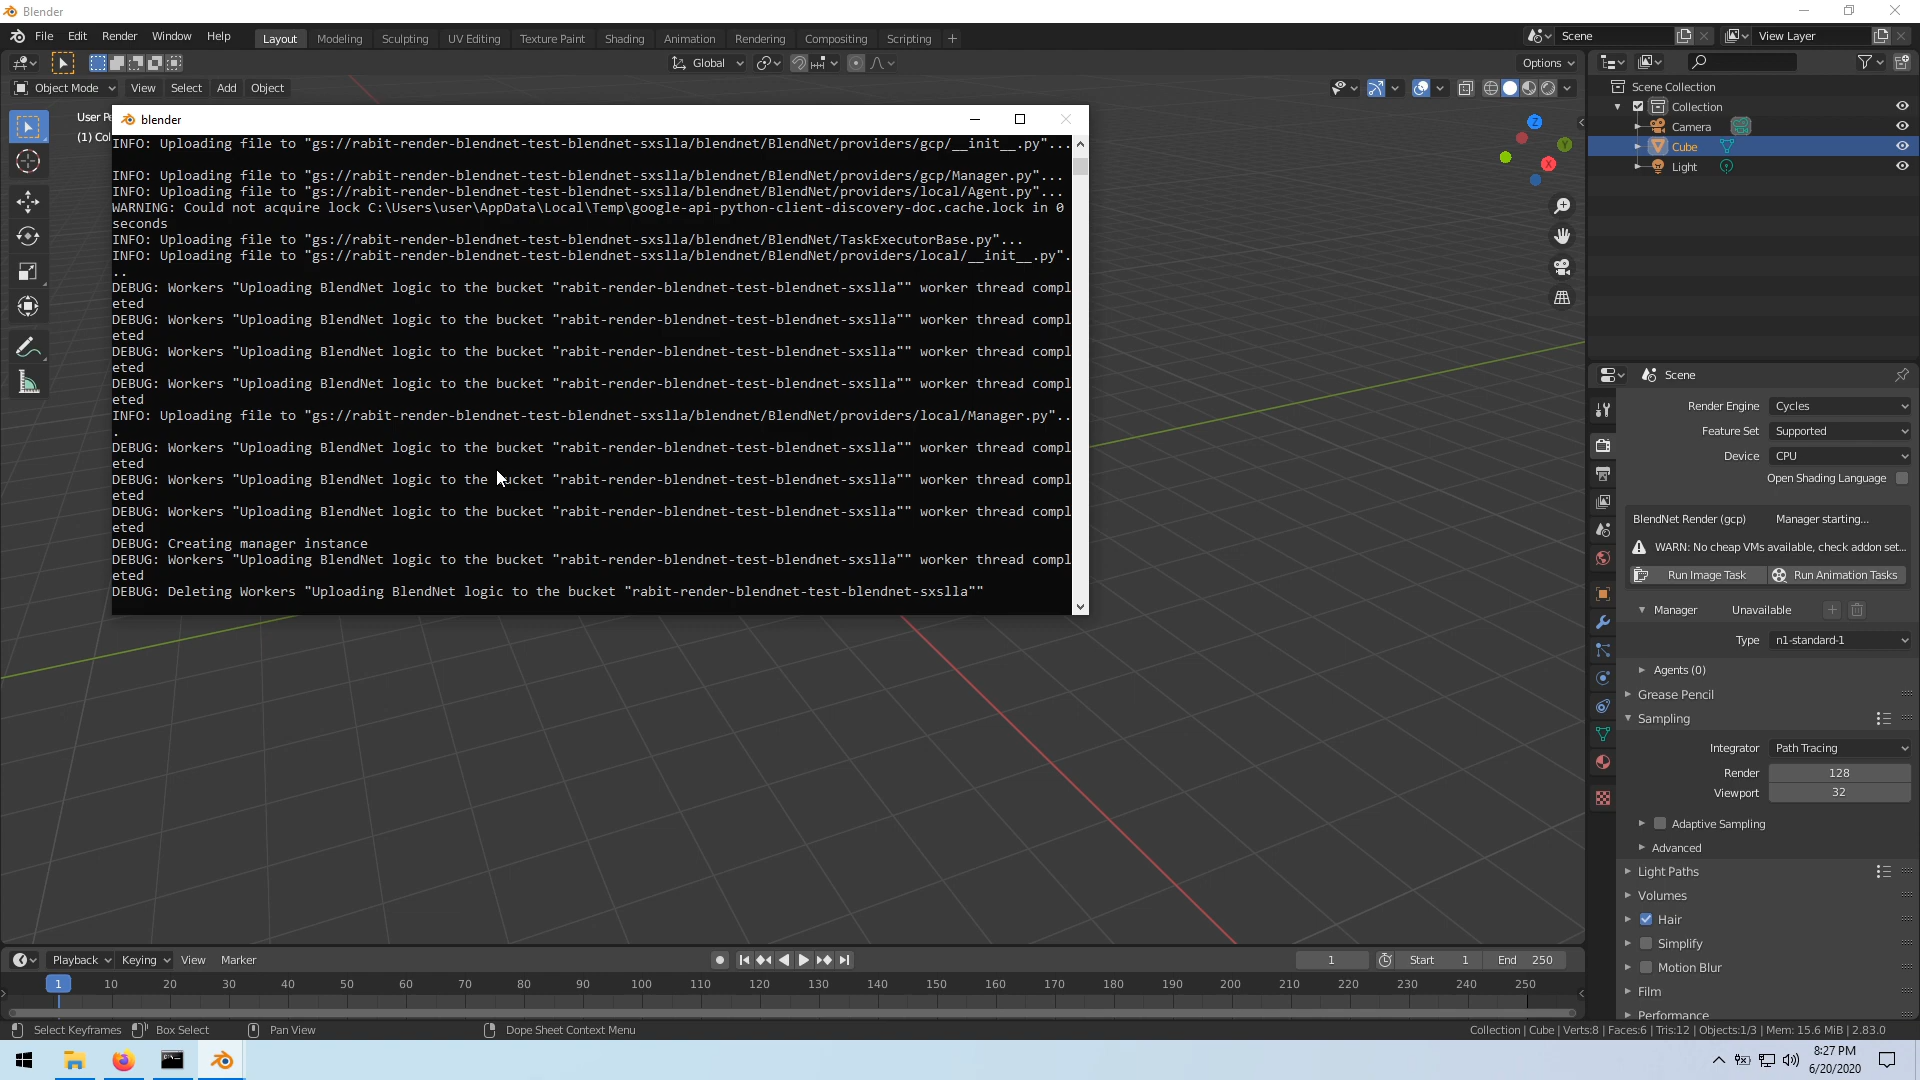 Blender
File Edit Render Window Help
Layout Modeling Sculpting UV Editing Texture Paint Shading Animation Rendering Compositing Scripting +
Scene
View Layer
Global
Options
Object Mode View Select Add Object
User Pe
(1) Col
blender
INFO: Uploading file to "gs://rabit-render-blendnet-test-blendnet-sxslla/blendnet/BlendNet/providers/gcp/__init__.py"...
INFO: Uploading file to "gs://rabit-render-blendnet-test-blendnet-sxslla/blendnet/BlendNet/providers/gcp/Manager.py"...
INFO: Uploading file to "gs://rabit-render-blendnet-test-blendnet-sxslla/blendnet/BlendNet/providers/local/Agent.py"...
WARNING: Could not acquire lock C:\Users\user\AppData\Local\Temp\google-api-python-client-discovery-doc.cache.lock in 0
seconds
INFO: Uploading file to "gs://rabit-render-blendnet-test-blendnet-sxslla/blendnet/BlendNet/TaskExecutorBase.py"...
INFO: Uploading file to "gs://rabit-render-blendnet-test-blendnet-sxslla/blendnet/BlendNet/providers/local/__init__.py".
..
DEBUG: Workers "Uploading BlendNet logic to the bucket "rabit-render-blendnet-test-blendnet-sxslla"" worker thread compl
eted
DEBUG: Workers "Uploading BlendNet logic to the bucket "rabit-render-blendnet-test-blendnet-sxslla"" worker thread compl
eted
DEBUG: Workers "Uploading BlendNet logic to the bucket "rabit-render-blendnet-test-blendnet-sxslla"" worker thread compl
eted
DEBUG: Workers "Uploading BlendNet logic to the bucket "rabit-render-blendnet-test-blendnet-sxslla"" worker thread compl
eted
INFO: Uploading file to "gs://rabit-render-blendnet-test-blendnet-sxslla/blendnet/BlendNet/providers/local/Manager.py"..
.
DEBUG: Workers "Uploading BlendNet logic to the bucket "rabit-render-blendnet-test-blendnet-sxslla"" worker thread compl
eted
DEBUG: Workers "Uploading BlendNet logic to the bucket "rabit-render-blendnet-test-blendnet-sxslla"" worker thread compl
eted
DEBUG: Workers "Uploading BlendNet logic to the bucket "rabit-render-blendnet-test-blendnet-sxslla"" worker thread compl
eted
DEBUG: Creating manager instance
DEBUG: Workers "Uploading BlendNet logic to the bucket "rabit-render-blendnet-test-blendnet-sxslla"" worker thread compl
eted
DEBUG: Deleting Workers "Uploading BlendNet logic to the bucket "rabit-render-blendnet-test-blendnet-sxslla""
Z
Y
X
Scene Collection
Collection
Camera
Cube
Light
Scene
Render Engine Cycles
Feature Set Supported
Device CPU
Open Shading Language
BlendNet Render (gcp) Manager starting...
WARN: No cheap VMs available, check addon set...
Run Image Task Run Animation Tasks
Manager Unavailable
Type n1-standard-1
Agents (0)
Grease Pencil
Sampling
Integrator Path Tracing
Render 128
Viewport 32
Adaptive Sampling
Advanced
Light Paths
Volumes
Hair
Simplify
Motion Blur
Film
Performance
Playback Keying View Marker
1 Start 1 End 250
1 10 20 30 40 50 60 70 80 90 100 110 120 130 140 150 160 170 180 190 200 210 220 230 240 250
Select Keyframes Box Select Pan View Dope Sheet Context Menu
Collection | Cube | Verts:8 | Faces:6 | Tris:12 | Objects:1/3 | Mem: 15.6 MiB | 2.83.0
8:27 PM
6/20/2020